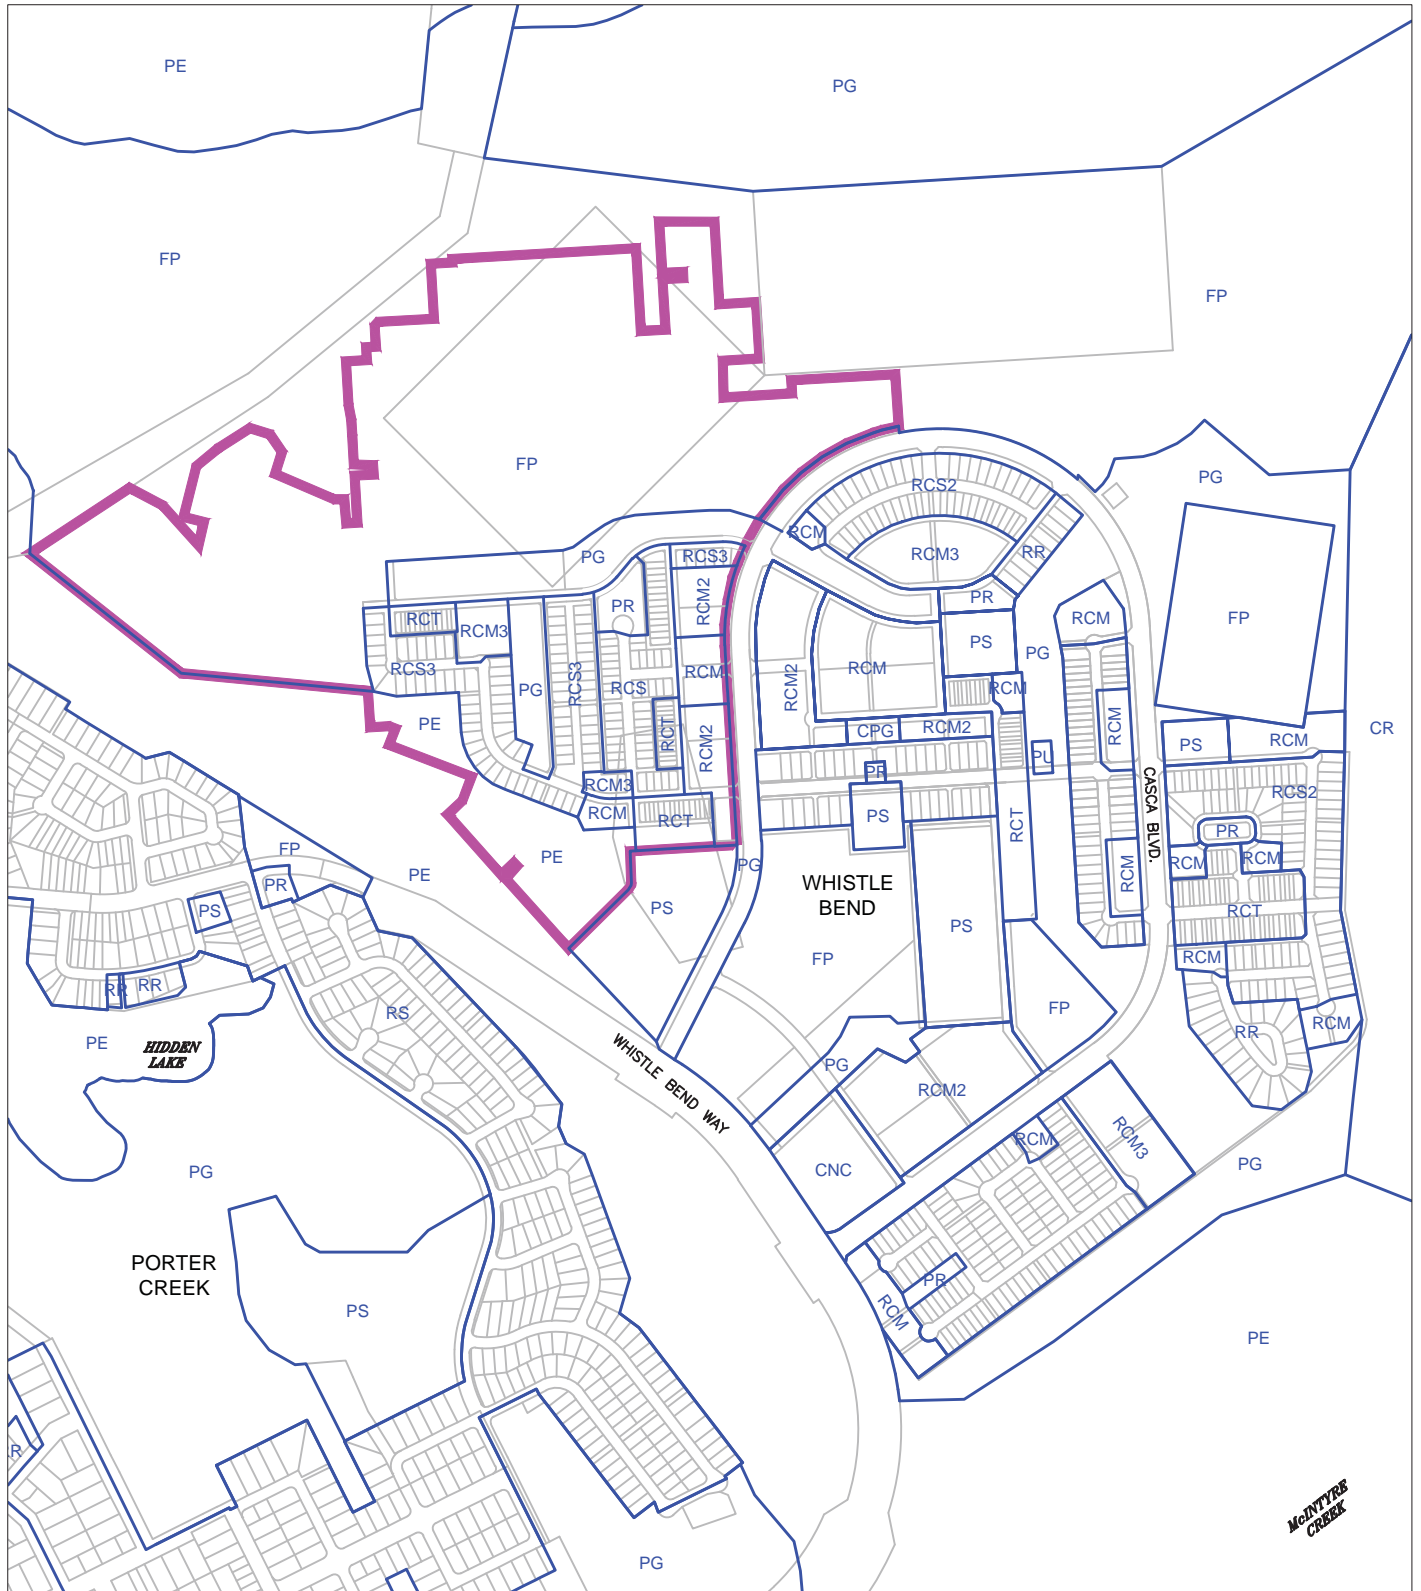 PE
PG
FP
FP
FP
PG
RCS2
RCM
RCM3
RR
PG
RCS3
PR
RCM2
PR
RCT
RCM3
RCM
FP
PS
PG
RCS3
RCS3
RCS
RCM
RCM2
RCM
RCM
PG
PE
RCT
RCM2
CPG
RCM2
PU
RCM
PS
RCM
CR
PR
RCM3
RCM
RCT
PS
RCT
CASCA BLVD.
RCS2
PR
RCM
RCM
FP
PE
PE
PG
WHISTLE
BEND
RCM
PR
PS
PS
PS
RCT
RCM
FP
FP
RR
RR
RS
PE
HIDDEN
LAKE
WHISTLE BEND WAY
PG
RCM2
RR
RCM
RCM
RCM3
CNC
PG
PG
PORTER
CREEK
PS
PR
RCM
PE
R
McINTYRE
CREEK
PG